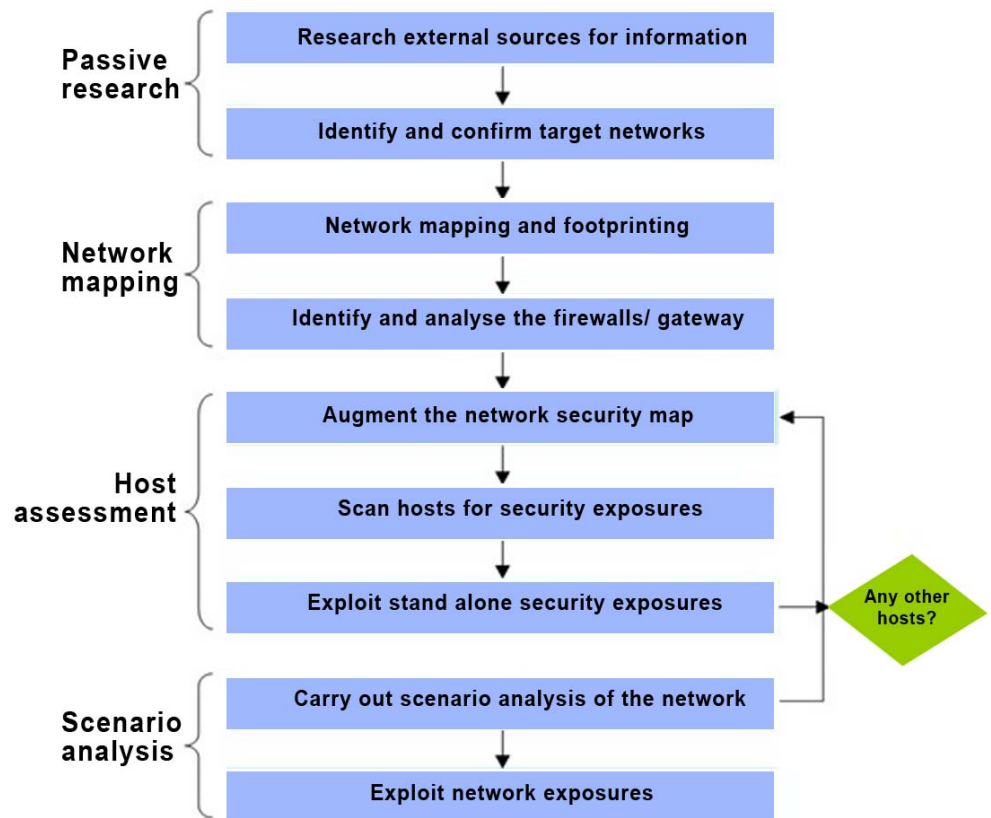 Passive
research
Research external sources for information
Identify and confirm target networks
Network
mapping
Network mapping and footprinting
Identify and analyse the firewalls/ gateway
Host
assessment
Augment the network security map
Scan hosts for security exposures
Exploit stand alone security exposures
Any other
hosts?
Scenario
analysis
Carry out scenario analysis of the network
Exploit network exposures